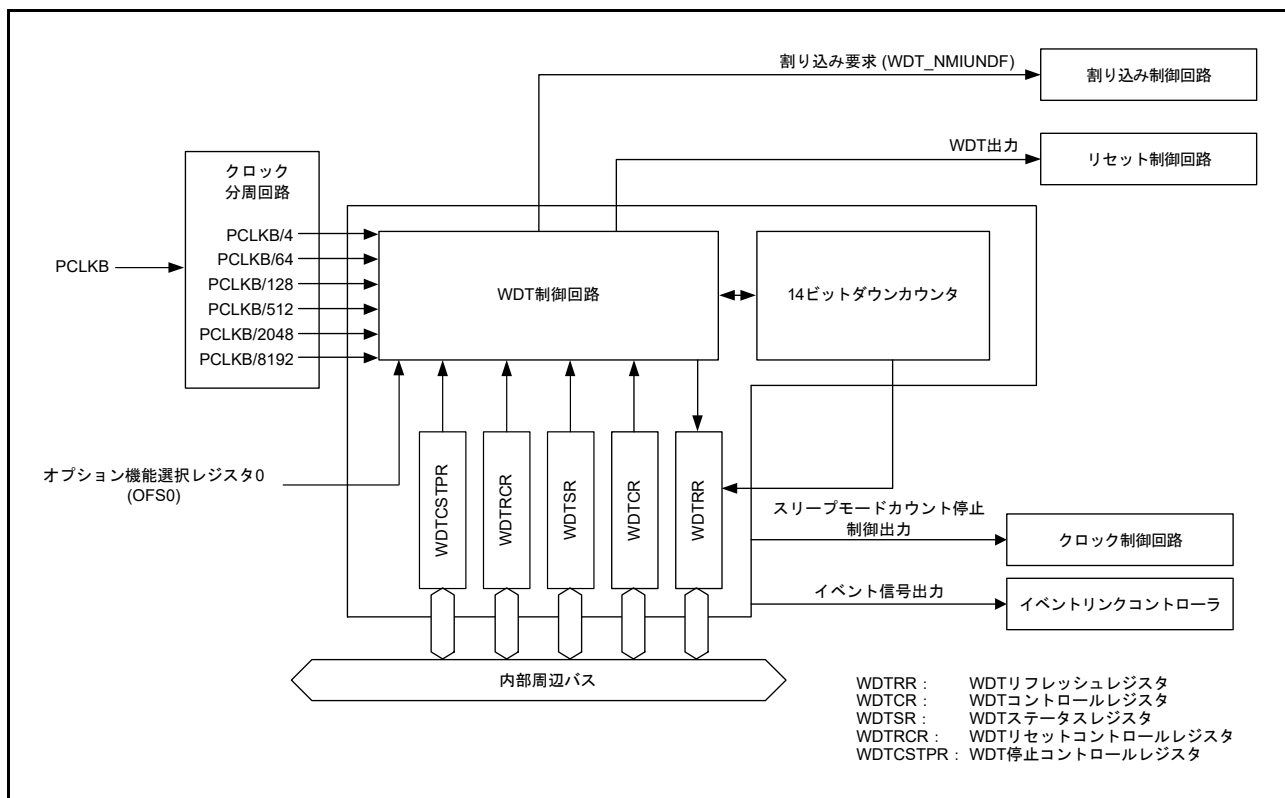 割り込み要求 (WDT_NMIUNDF)
割り込み制御回路
WDT出力
リセット制御回路
クロック
分周回路
PCLKB
PCLKB/4
PCLKB/64
PCLKB/128
PCLKB/512
PCLKB/2048
PCLKB/8192
WDT制御回路
14ビットダウンカウンタ
オプション機能選択レジスタ0
(OFS0)
WDTCSTPR
WDTRCR
WDTSR
WDTCR
WDTRR
スリープモードカウント停止
制御出力
クロック制御回路
イベント信号出力
イベントリンクコントローラ
内部周辺バス
WDTRR : WDTリフレッシュレジスタ
WDTCR : WDTコントロールレジスタ
WDTSR : WDTステータスレジスタ
WDTRCR : WDTリセットコントロールレジスタ
WDTCSTPR : WDT停止コントロールレジスタ